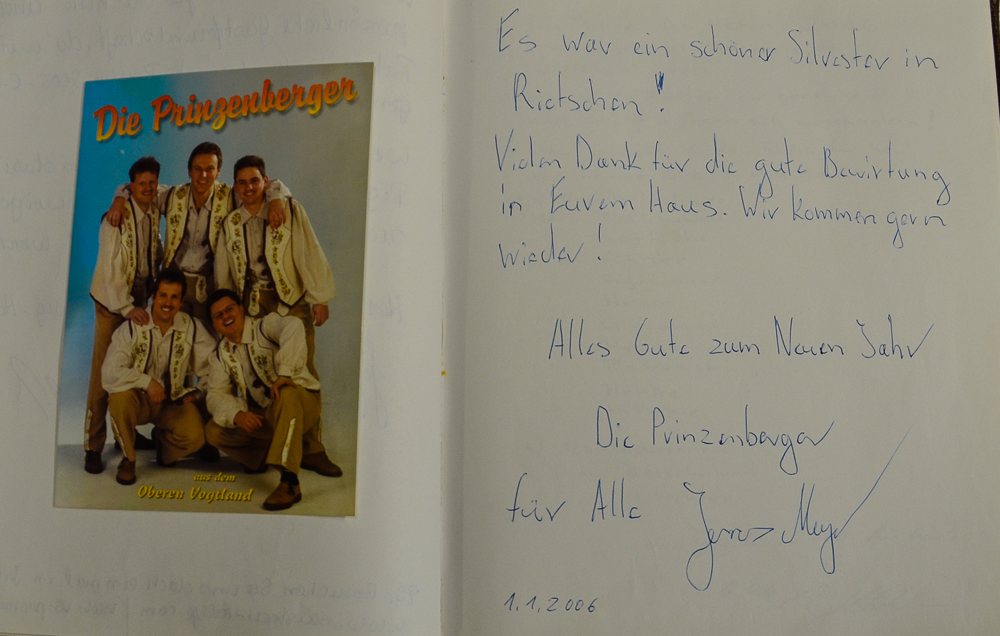 Die Prinzenberger
aus dem
Oberen Vogtland
Es war ein schöner Silvester in
Rietschen!
Vielen Dank für die gute Bewirtung
in Eurem Haus. Wir kommen gern
wieder!
Alles Gute zum Neuen Jahr
Die Prinzenberger
für Alle
1.1.2006